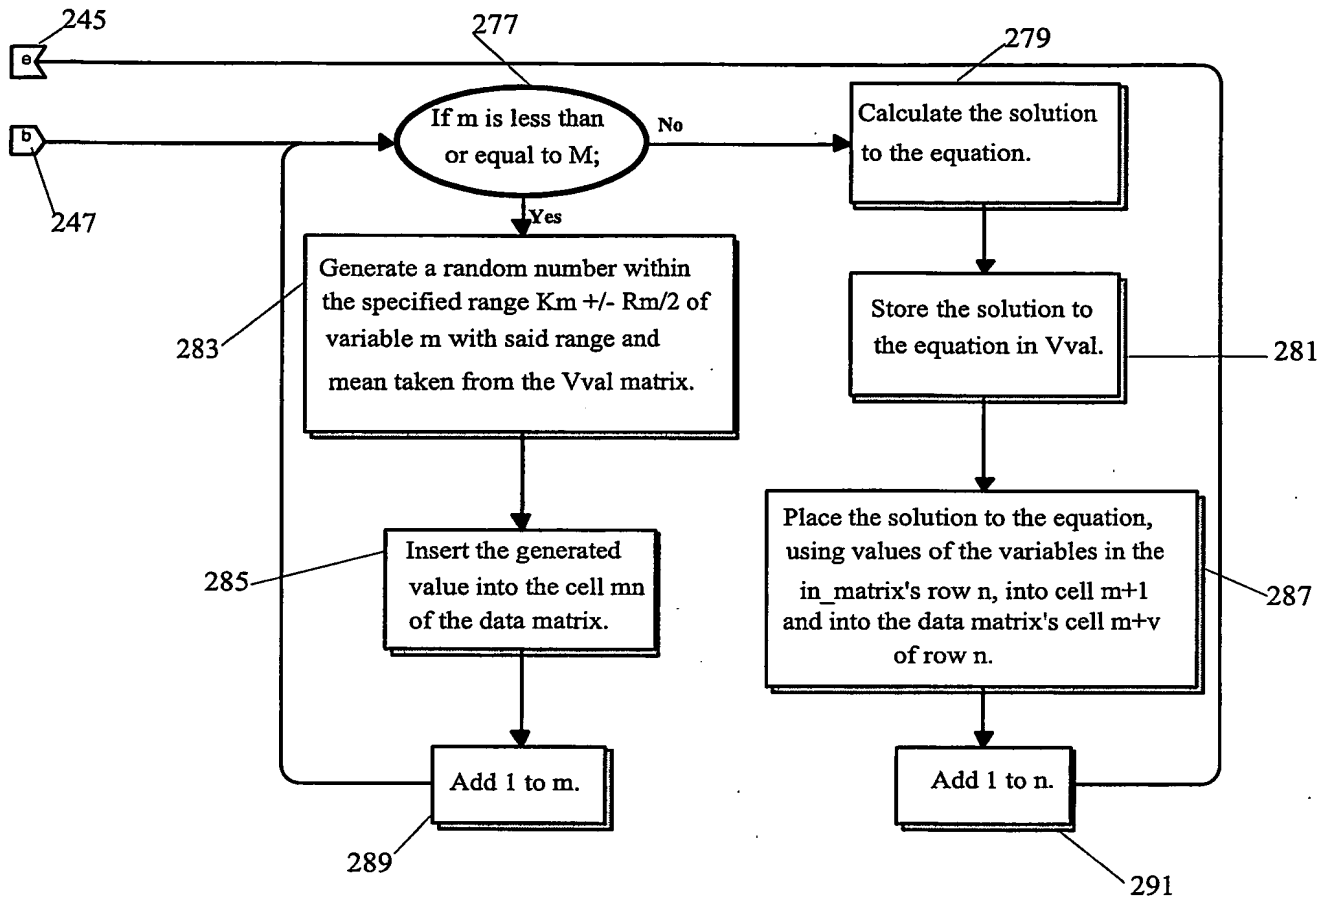 245
e
b
247
277
If m is less than
or equal to M;
No
Yes
279
Calculate the solution
to the equation.
Generate a random number within
the specified range Km +/- Rm/2 of
variable m with said range and
mean taken from the Vval matrix.
283
Store the solution to
the equation in Vval.
281
Insert the generated
value into the cell mn
of the data matrix.
285
Place the solution to the equation,
using values of the variables in the
in_matrix's row n, into cell m+1
and into the data matrix's cell m+v
of row n.
287
Add 1 to m.
289
Add 1 to n.
291